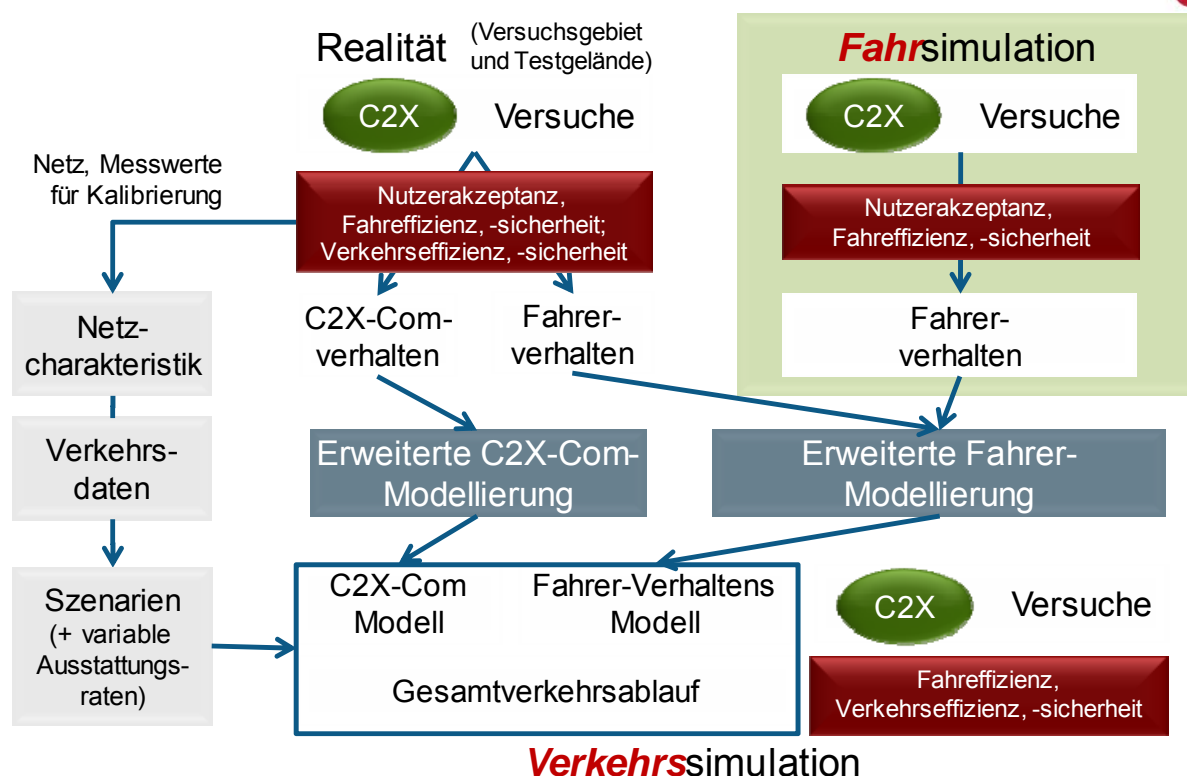 Realität
(Versuchsgebiet
und Testgelände)
C2X
Versuche
Nutzerakzeptanz,
Fahreffizienz, -sicherheit;
Verkehrseffizienz, -sicherheit
Netz, Messwerte
für Kalibrierung
C2X-Com-
verhalten
Fahrer-
verhalten
Fahrsimulation
C2X
Versuche
Nutzerakzeptanz,
Fahreffizienz, -sicherheit
Fahrer-
verhalten
Netz-
charakteristik
Verkehrs-
daten
Szenarien
(+ variable
Ausstattungs-
raten)
Erweiterte C2X-Com-
Modellierung
Erweiterte Fahrer-
Modellierung
C2X-Com
Modell
Fahrer-Verhaltens
Modell
Gesamtverkehrsablauf
C2X
Versuche
Fahreffizienz,
Verkehrseffizienz, -sicherheit
Verkehrssimulation